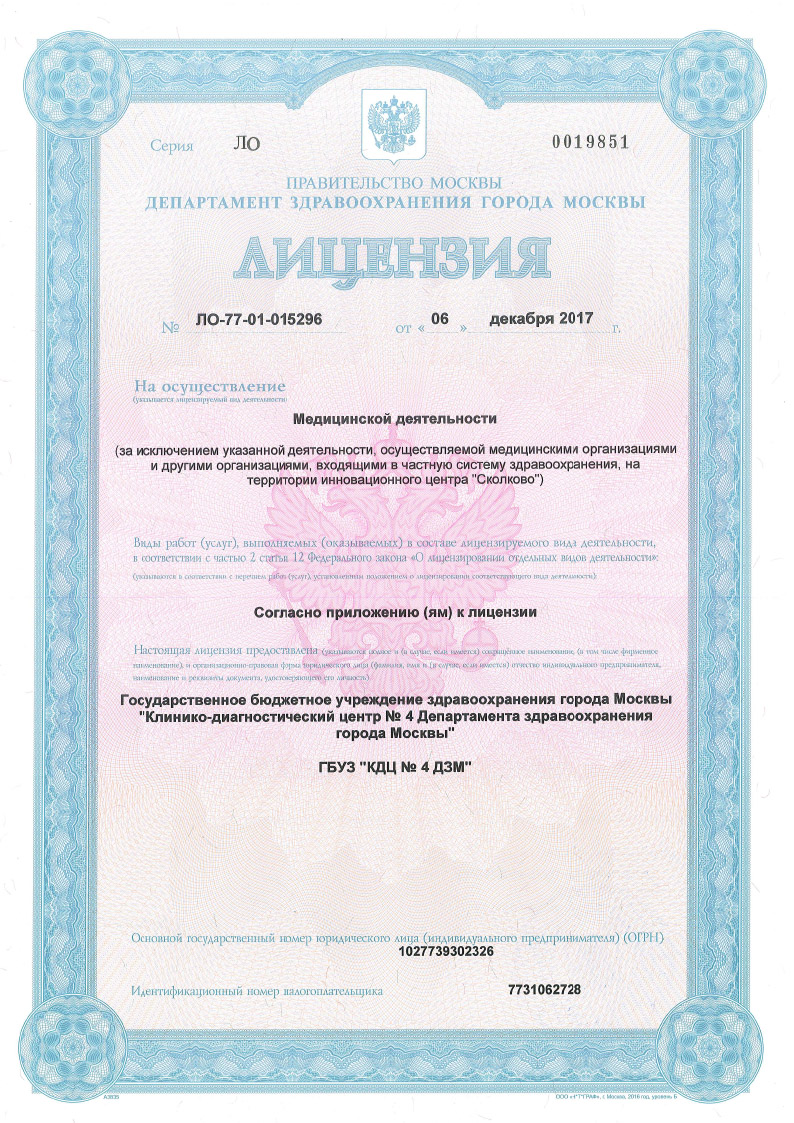 Серия ЛО 0019851
ПРАВИТЕЛЬСТВО МОСКВЫ
ДЕПАРТАМЕНТ ЗДРАВООХРАНЕНИЯ ГОРОДА МОСКВЫ
ЛИЦЕНЗИЯ
№ ЛО-77-01-015296 от « 06 » декабря 2017 г.
На осуществление
(указывается лицензируемый вид деятельности)
Медицинской деятельности
(за исключением указанной деятельности, осуществляемой медицинскими организациями
и другими организациями, входящими в частную систему здравоохранения, на
территории инновационного центра "Сколково")
Виды работ (услуг), выполняемых (оказываемых) в составе лицензируемого вида деятельности,
в соответствии с частью 2 статьи 12 Федерального закона «О лицензировании отдельных видов деятельности»:
(указываются в соответствии с перечнем работ (услуг), установленным положением о лицензировании соответствующего вида деятельности)
Согласно приложению (ям) к лицензии
Настоящая лицензия предоставлена (указываются полное и (в случае, если имеется) сокращённое наименование, (в том числе фирменное
наименование), и организационно-правовая форма юридического лица (фамилия, имя и (в случае, если имеется) отчество индивидуального предпринимателя,
наименование и реквизиты документа, удостоверяющего его личность)
Государственное бюджетное учреждение здравоохранения города Москвы
"Клинико-диагностический центр № 4 Департамента здравоохранения
города Москвы"
ГБУЗ "КДЦ № 4 ДЗМ"
Основной государственный номер юридического лица (индивидуального предпринимателя) (ОГРН)
1027739302326
Идентификационный номер налогоплательщика 7731062728
г. Москва, 2016 год, уровень Б